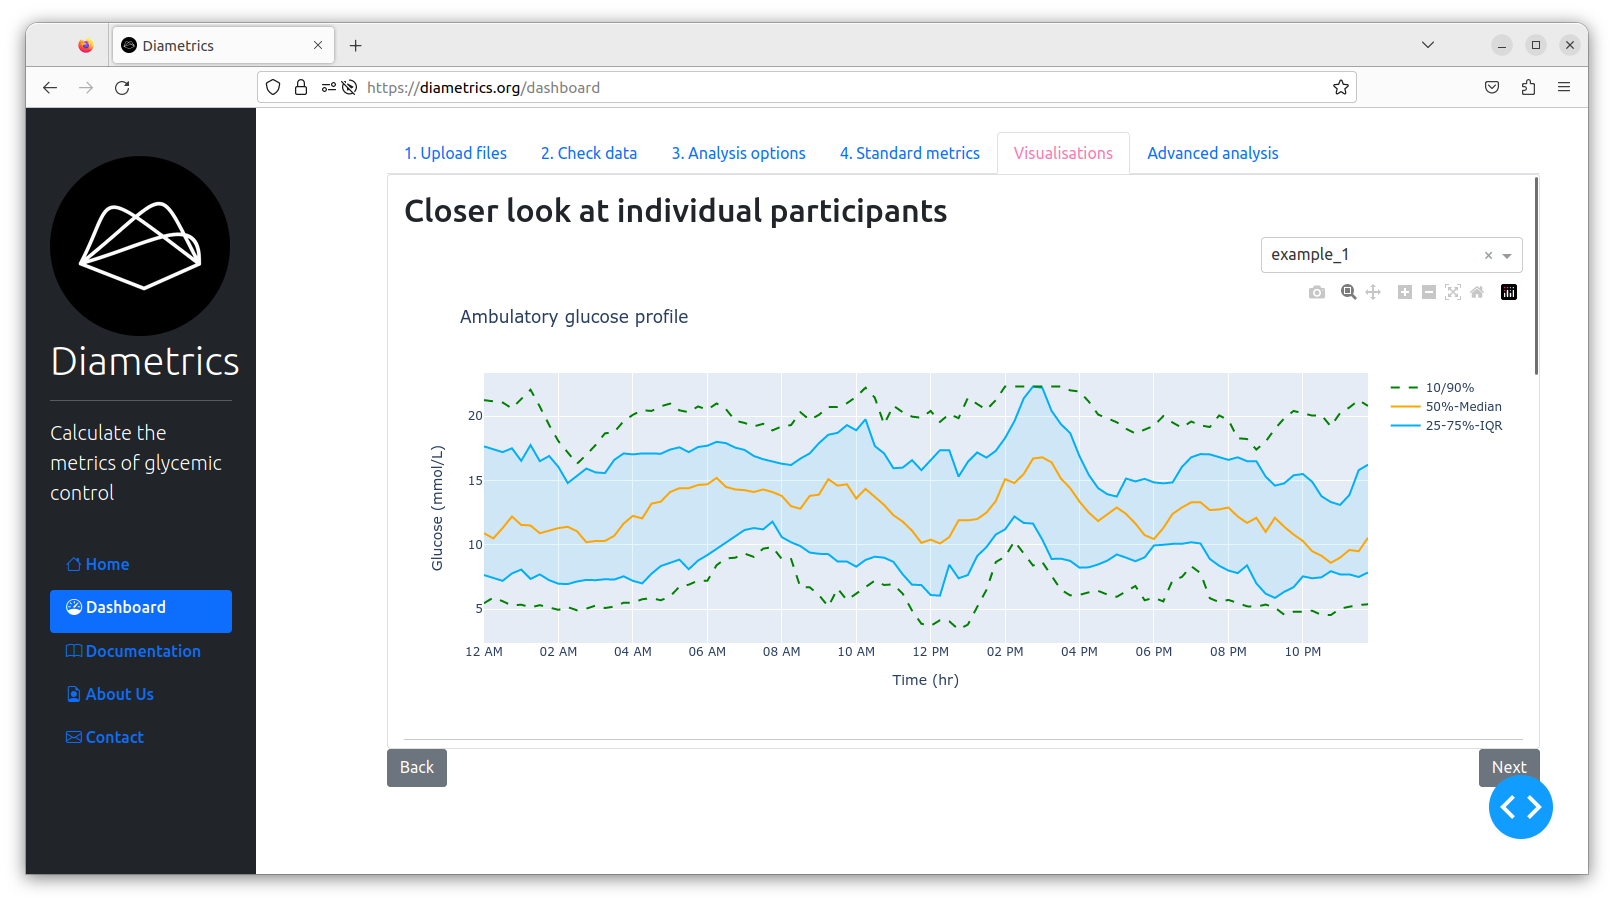 Diametrics
https://diametrics.org/dashboard
Diametrics
Calculate the
metrics of glycemic
control
Home
Dashboard
Documentation
About Us
Contact
1. Upload files
2. Check data
3. Analysis options
4. Standard metrics
Visualisations
Advanced analysis
Closer look at individual participants
example_1
Ambulatory glucose profile
10/90%
50%-Median
25-75%-IQR
Glucose (mmol/L)
20
15
10
5
12 AM 02 AM 04 AM 06 AM 08 AM 10 AM 12 PM 02 PM 04 PM 06 PM 08 PM 10 PM
Time (hr)
Back
Next